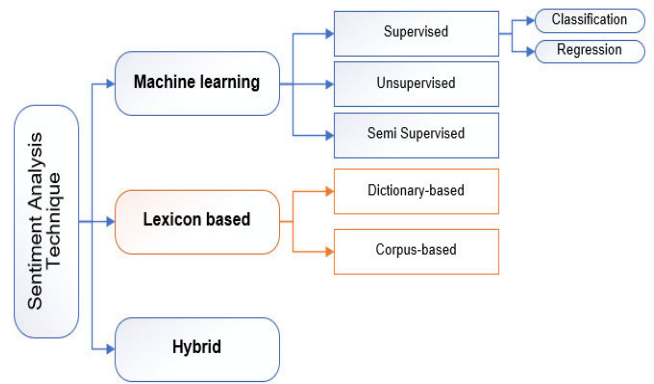 Sentiment Analysis
Technique
Machine learning
Supervised
Classification
Regression
Unsupervised
Semi Supervised
Lexicon based
Dictionary-based
Corpus-based
Hybrid